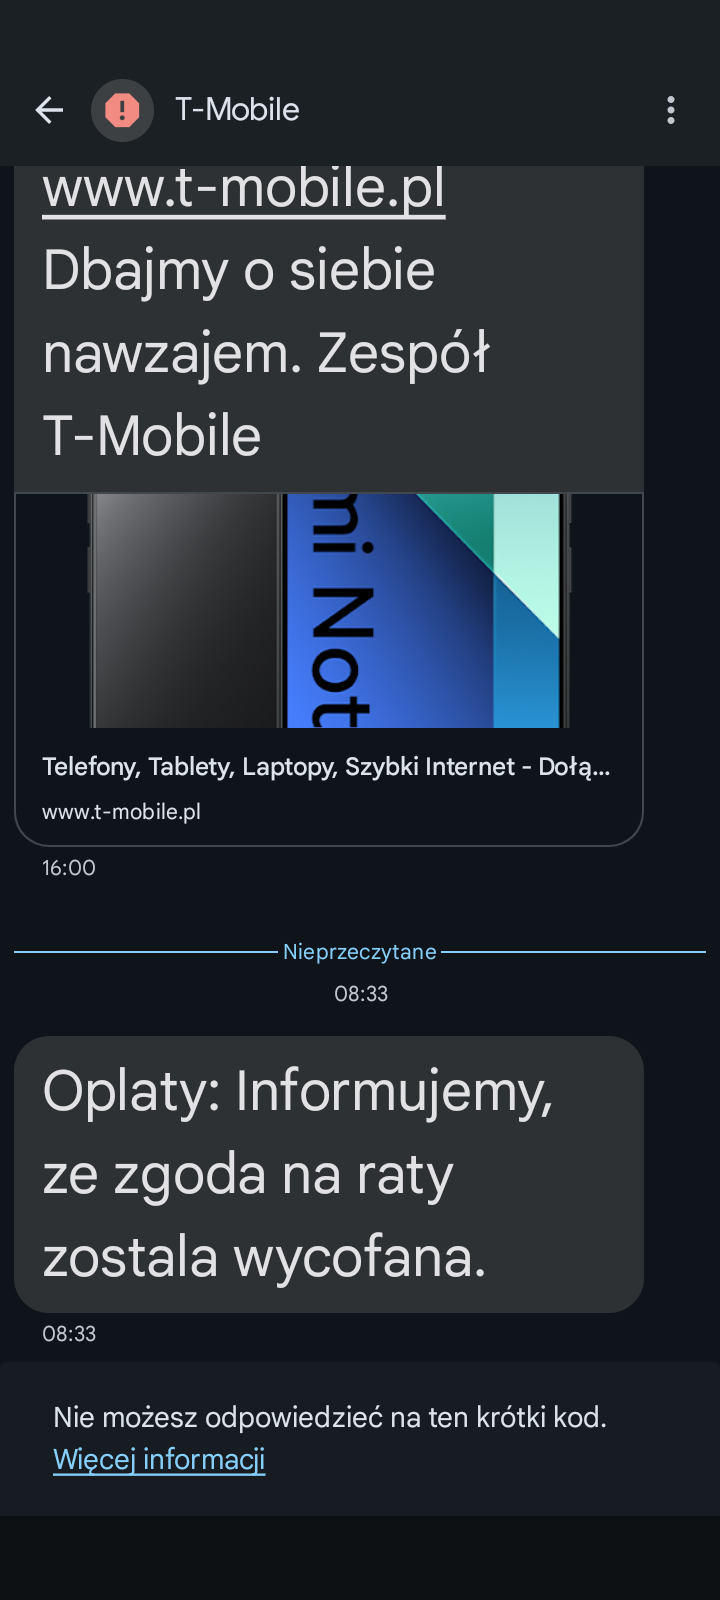 T-Mobile
www.t-mobile.pl
Dbajmy o siebie
nawzajem. Zespół
T-Mobile
mi Not
Telefony, Tablety, Laptopy, Szybki Internet - Dołą...
www.t-mobile.pl
16:00
Nieprzeczytane
08:33
Oplaty: Informujemy,
ze zgoda na raty
zostala wycofana.
08:33
Nie możesz odpowiedzieć na ten krótki kod.
Więcej informacji